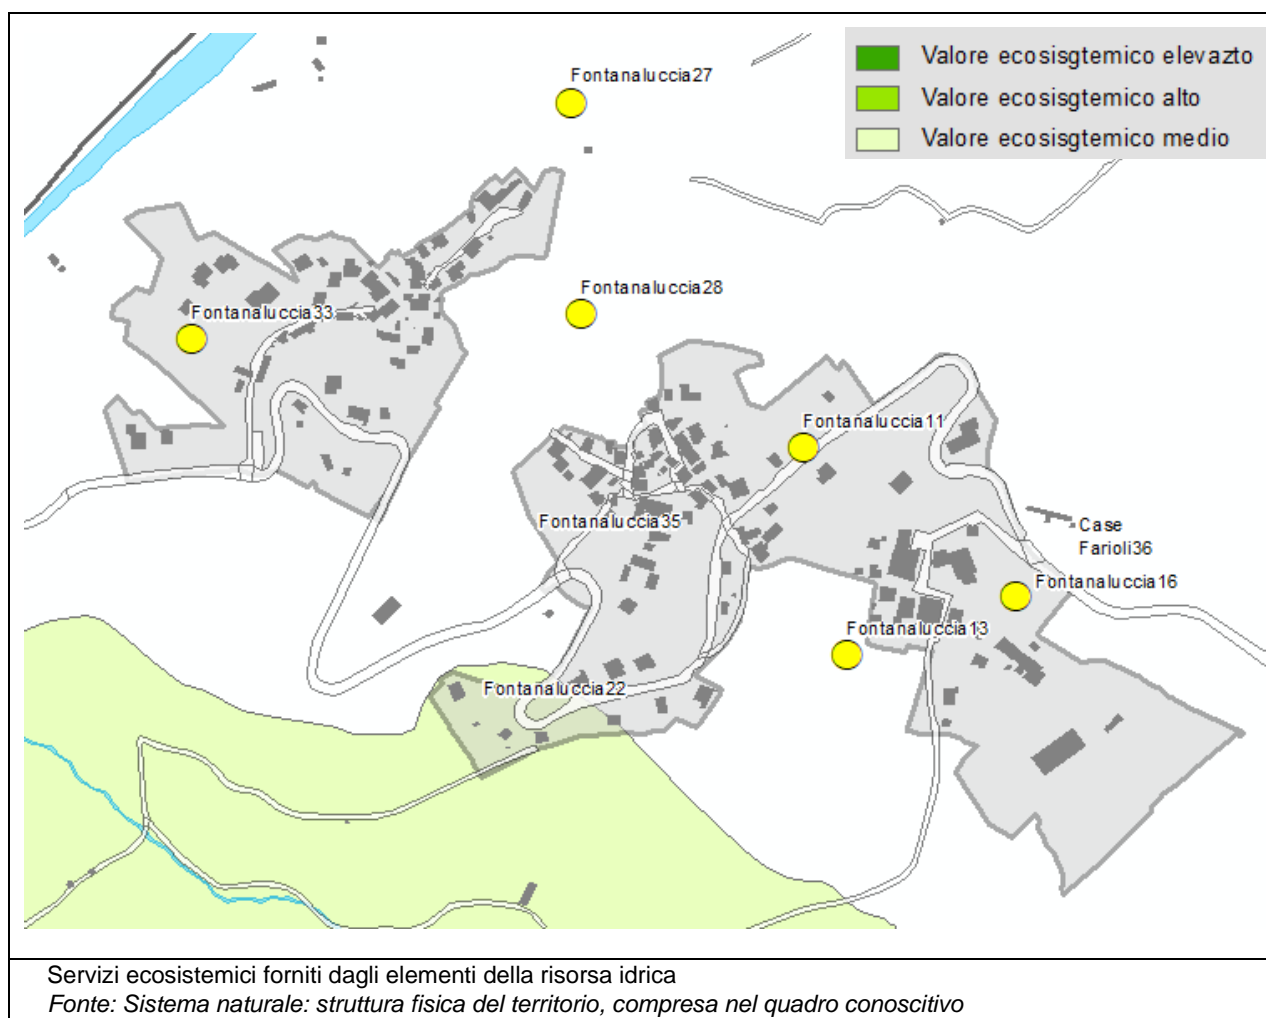 Fontanaluccia27
Valore ecosisgtemico elevazto
Valore ecosisgtemico alto
Valore ecosisgtemico medio
Fontanaluccia28
Fontanaluccia33
Fontanaluccia11
Fontanaluccia35
Case
Farioli36
Fontanaluccia16
Fontanaluccia13
Fontanaluccia22
Servizi ecosistemici forniti dagli elementi della risorsa idrica
Fonte: Sistema naturale: struttura fisica del territorio, compresa nel quadro conoscitivo